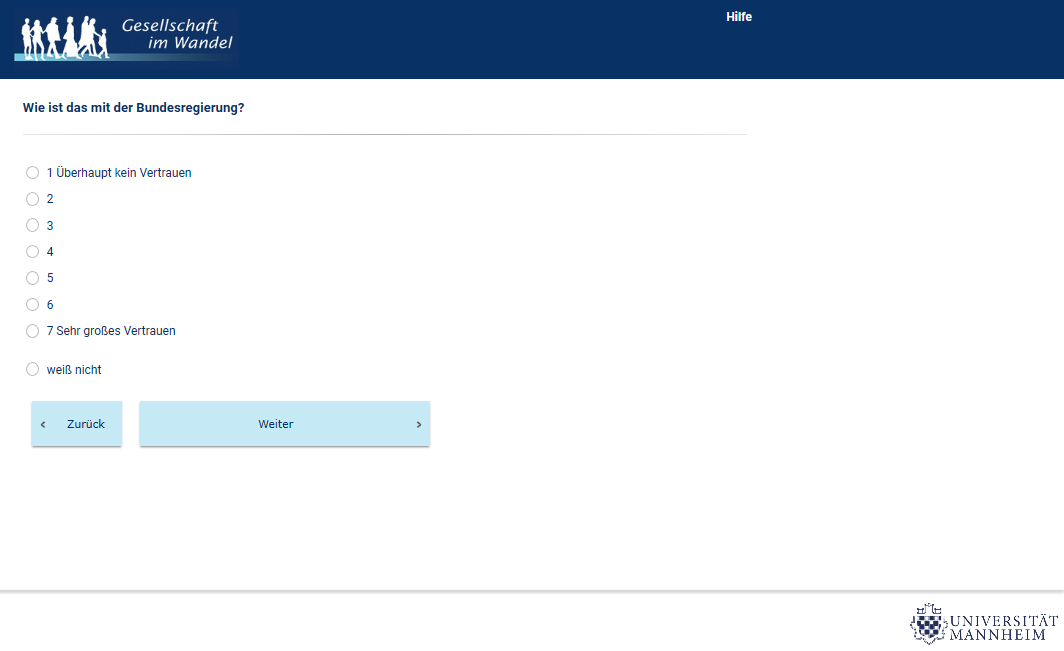 Gesellschaft
im Wandel
Hilfe
Wie ist das mit der Bundesregierung?
1 Überhaupt kein Vertrauen
2
3
4
5
6
7 Sehr großes Vertrauen
weiß nicht
‹ Zurück
Weiter ›
UNIVERSITÄT
MANNHEIM